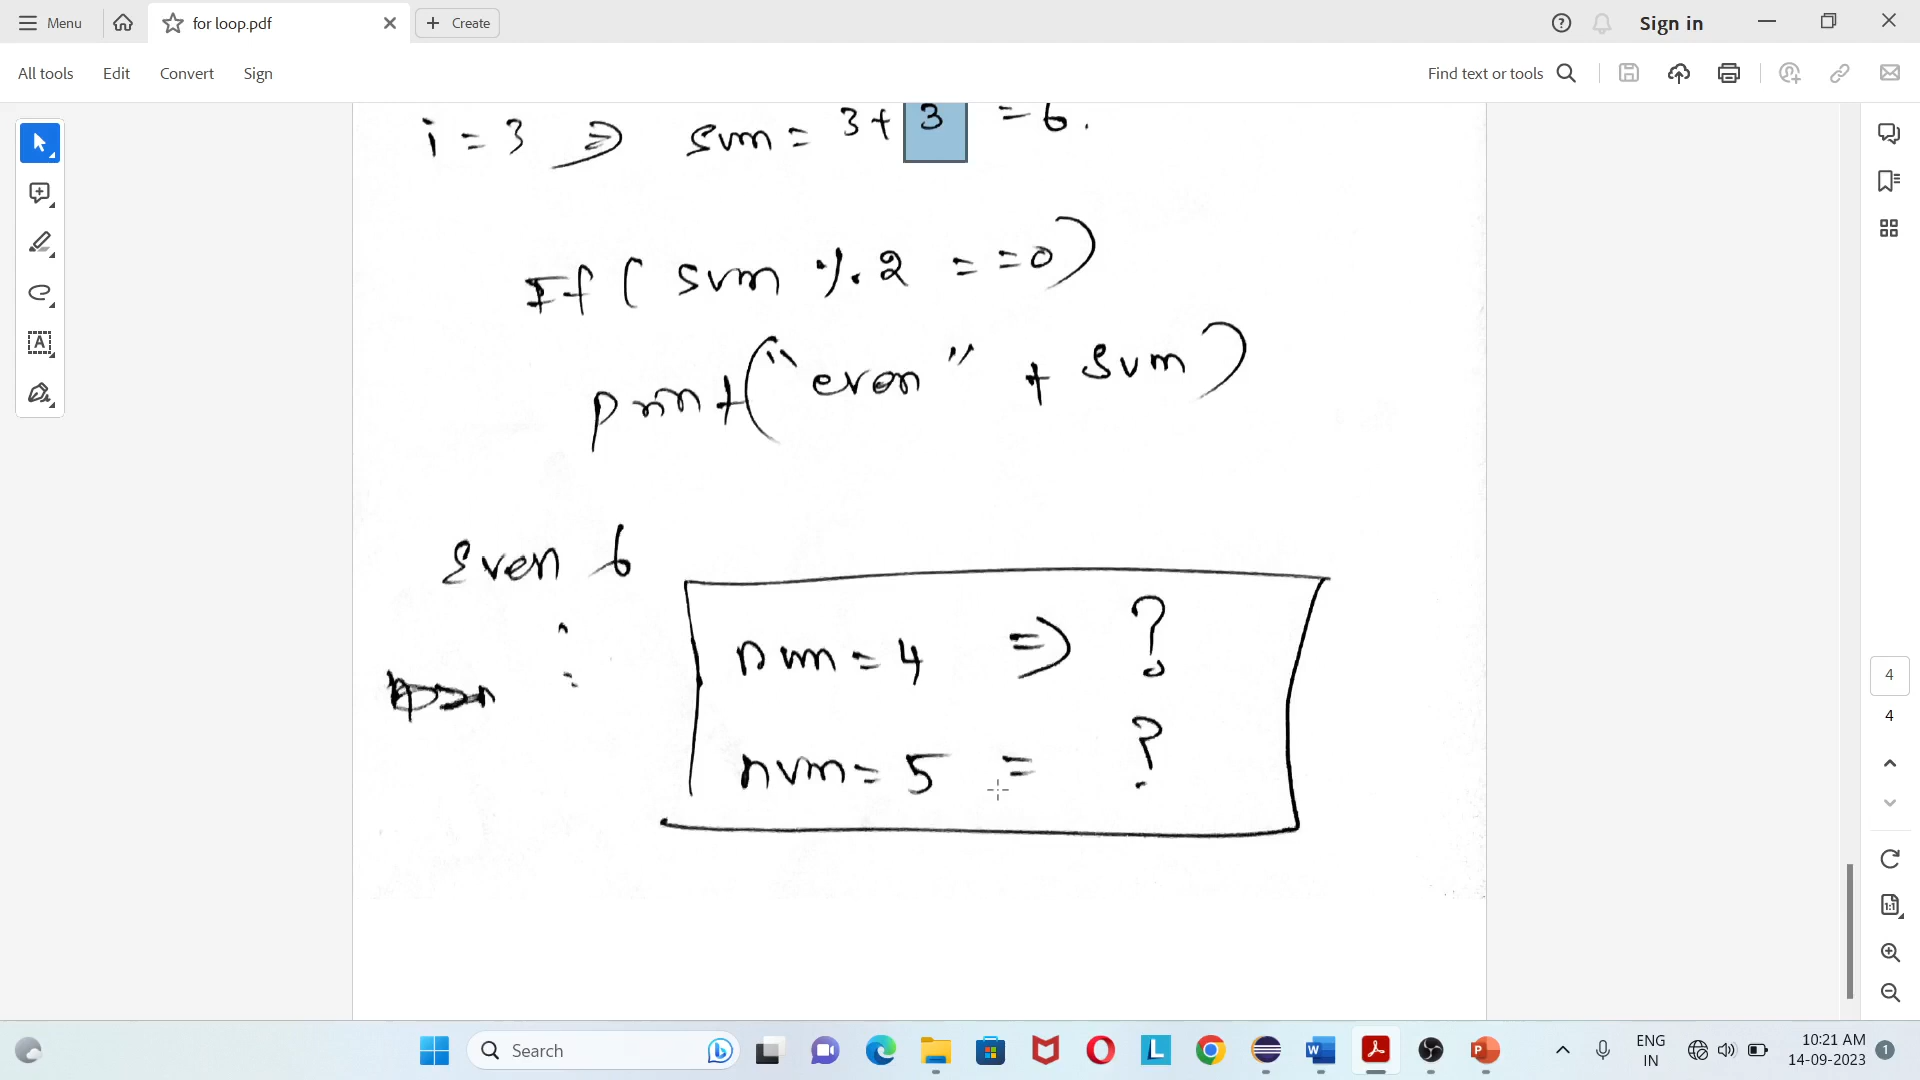 Menu
for loop.pdf
Create
Sign in
All tools
Edit
Convert
Sign
Find text or tools
i = 3 => sum = 3 + 3 = 6.
If ( sum %. 2 = = 0 )
print ( "even" + sum )
Even 6
num = 4 => ?
num = 5 = ?
4
4
Search
ENG
IN
10:21 AM
14-09-2023
1